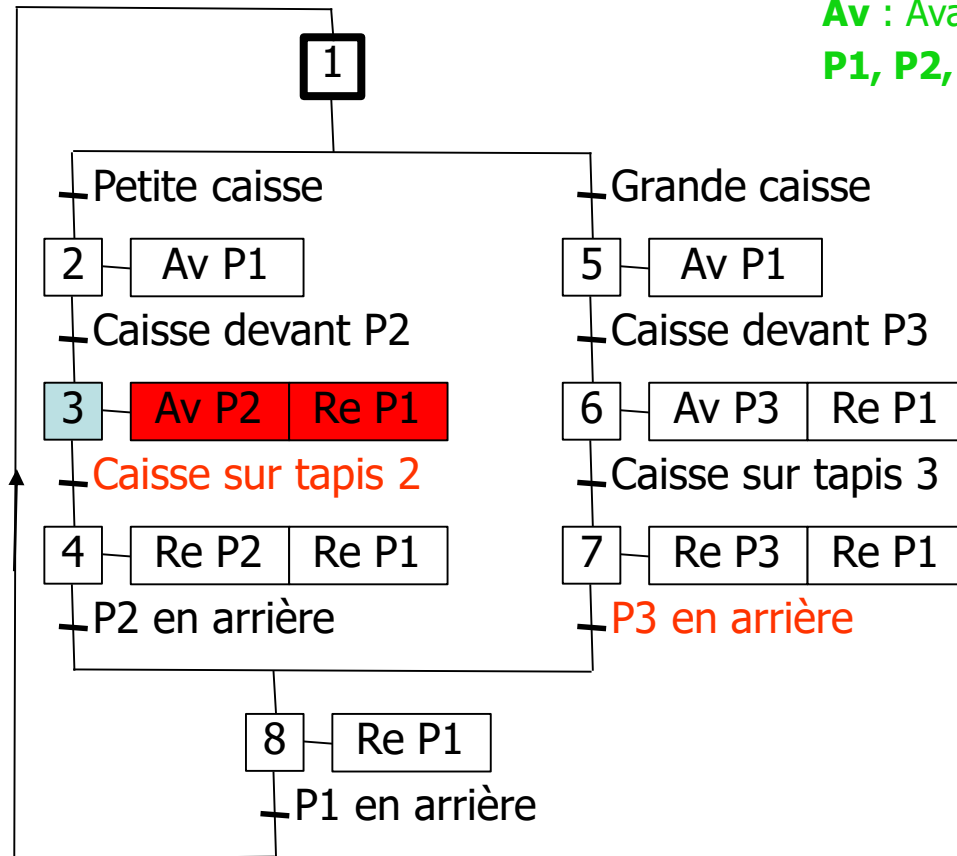 Av : Ava
P1, P2,
1
Petite caisse
Grande caisse
2 Av P1
5 Av P1
Caisse devant P2
Caisse devant P3
3 Av P2 Re P1
6 Av P3 Re P1
Caisse sur tapis 2
Caisse sur tapis 3
4 Re P2 Re P1
7 Re P3 Re P1
P2 en arrière
P3 en arrière
8 Re P1
P1 en arrière